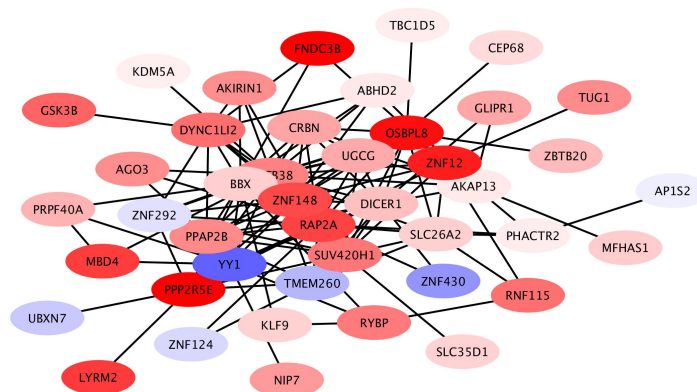 TBC1D5
FNDC3B
CEP68
KDM5A
AKIRIN1
ABHD2
TUG1
GSK3B
GLIPR1
DYNC1LI2
CRBN
OSBPL8
UGCG
ZNF12
ZBTB20
AGO3
BBX
AKAP13
AP1S2
PRPF40A
ZNF148
DICER1
ZNF292
RAP2A
SLC26A2
PHACTR2
PPAP2B
MFHAS1
MBD4
YY1
SUV420H1
PPP2R5E
TMEM260
ZNF430
RNF115
UBXN7
KLF9
RYBP
ZNF124
SLC35D1
LYRM2
NIP7